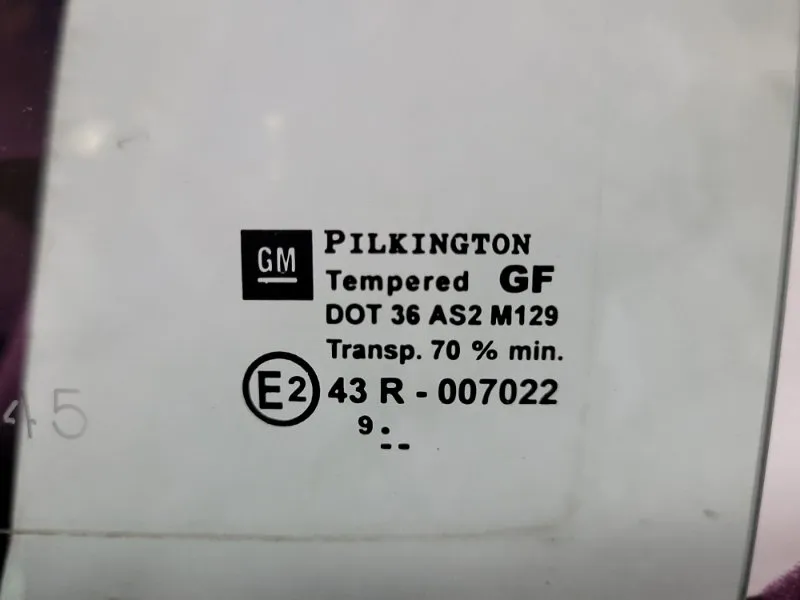 GM
PILKINGTON
Tempered GF
DOT 36 AS2 M129
Transp. 70 % min.
E2 43 R - 007022
9 .
- -
45